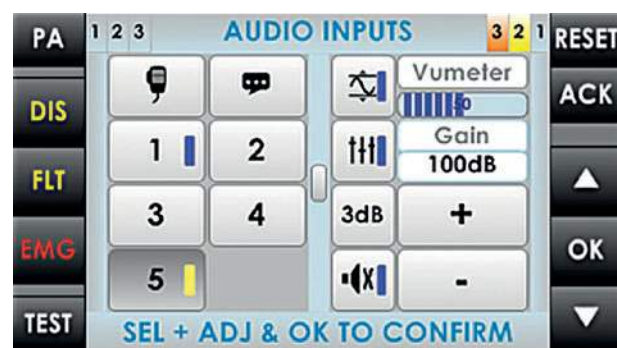 PA
1 2 3
AUDIO INPUTS
3 2 1
RESET
DIS
Vumeter
50
ACK
1
2
Gain
100dB
FLT
3
4
3dB
+
EMG
OK
5
X
-
TEST
SEL + ADJ & OK TO CONFIRM